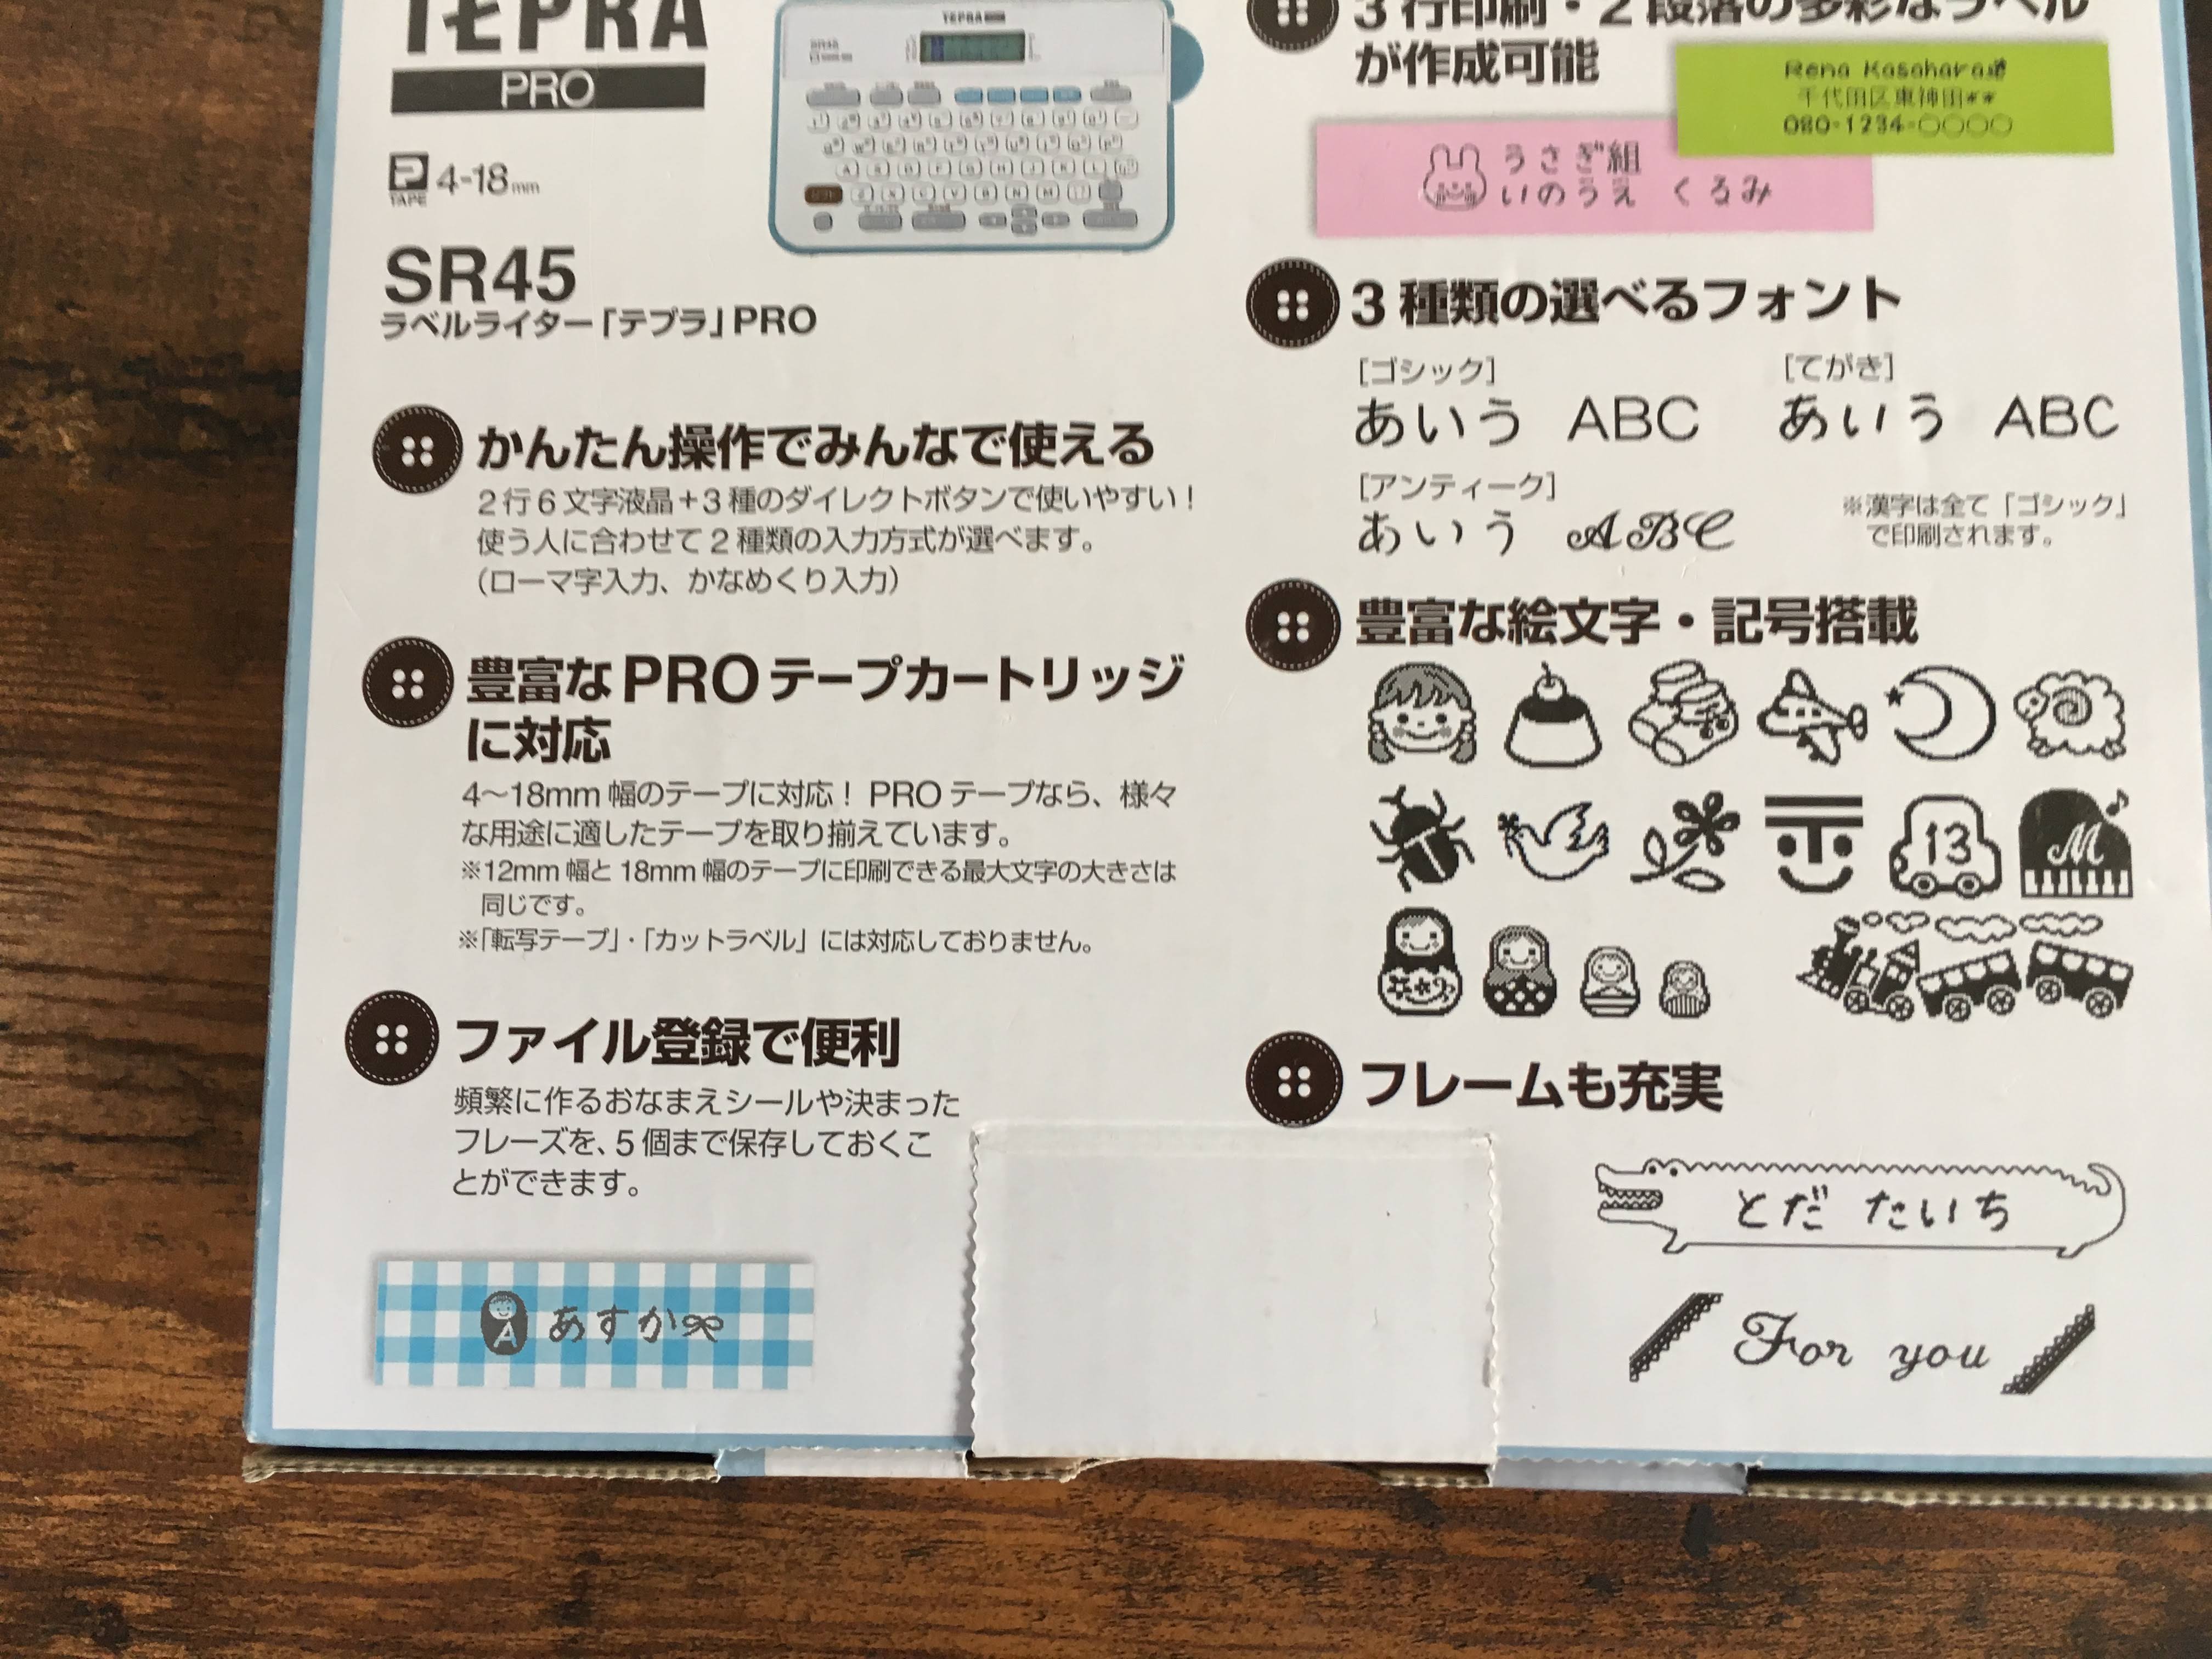 TEPRA
PRO
TAPE
4-18mm
SR45
ラベルライター「テプラ」PRO
かんたん操作でみんなで使える
2行6文字液晶+3種のダイレクトボタンで使いやすい!
使う人に合わせて2種類の入力方式が選べます。
(ローマ字入力、かなめくり入力)
豊富なPROテープカートリッジ
に対応
4〜18mm幅のテープに対応! PROテープなら、様々
な用途に適したテープを取り揃えています。
※12mm幅と18mm幅のテープに印刷できる最大文字の大きさは
同じです。
※「転写テープ」・「カットラベル」には対応しておりません。
ファイル登録で便利
頻繁に作るおなまえシールや決まった
フレーズを、5個まで保存しておくこ
とができます。
A あすか
3行印刷・2段落の多彩なラベル
が作成可能
Rena Kasahara
千代田区東神田**
080-1234-○○○○
うさぎ組
いのうえ くるみ
3種類の選べるフォント
[ゴシック]
あいう ABC
[てがき]
あいう ABC
[アンティーク]
あいう ABC
※漢字は全て「ゴシック」
で印刷されます。
豊富な絵文字・記号搭載
13
M
フレームも充実
とだ たいち
For you